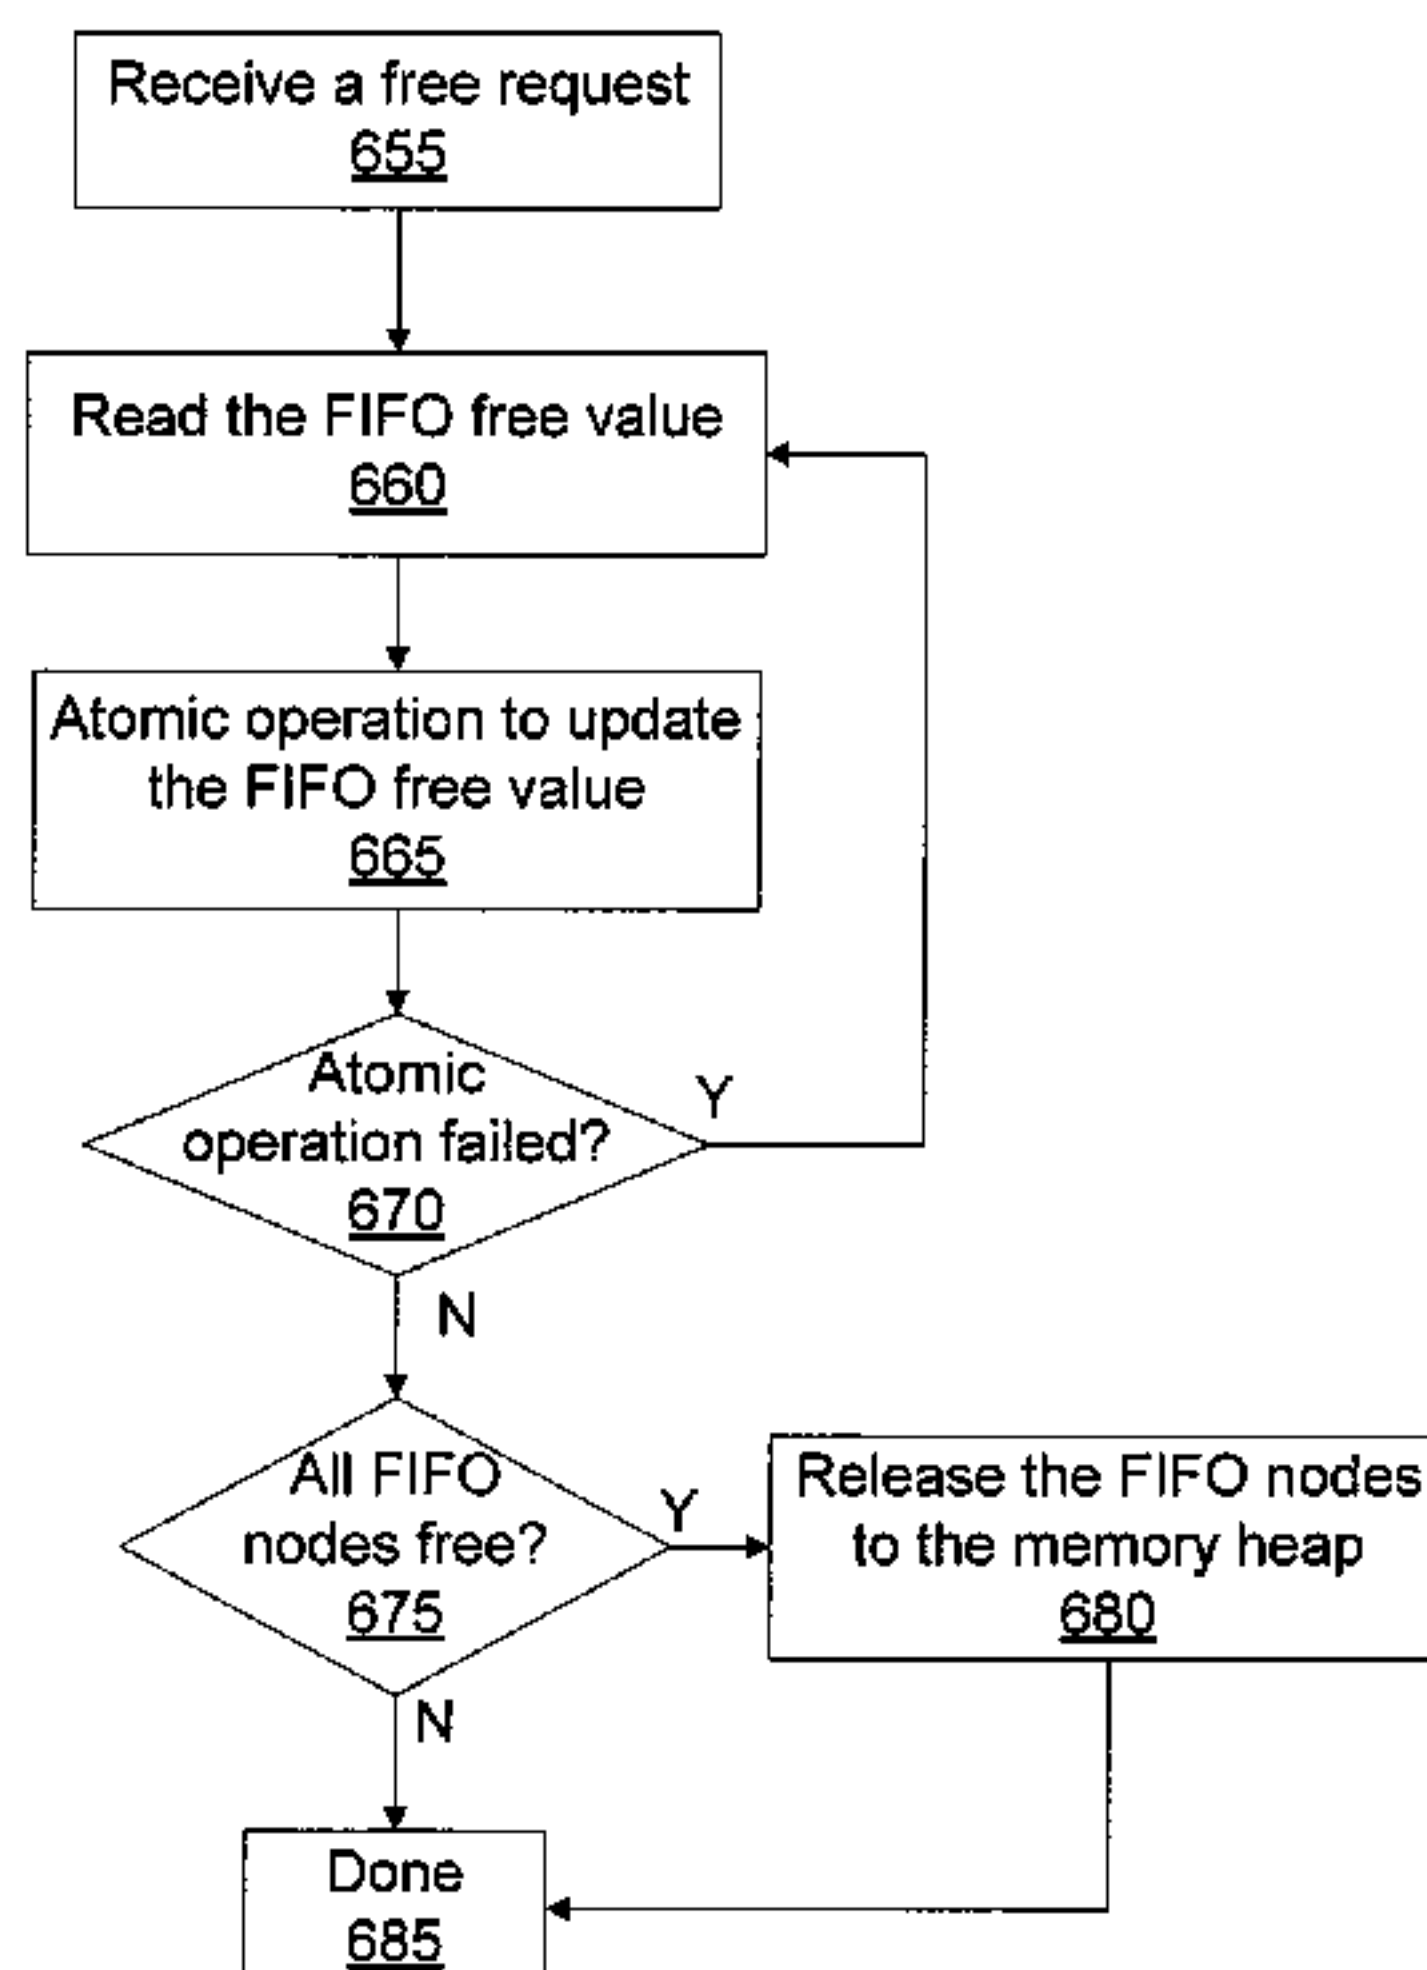 Receive a free request
655
Read the FIFO free value
660
Atomic operation to update
the FIFO free value
665
Atomic
operation failed?
670
Y
N
All FIFO
nodes free?
675
Y
Release the FIFO nodes
to the memory heap
680
N
Done
685